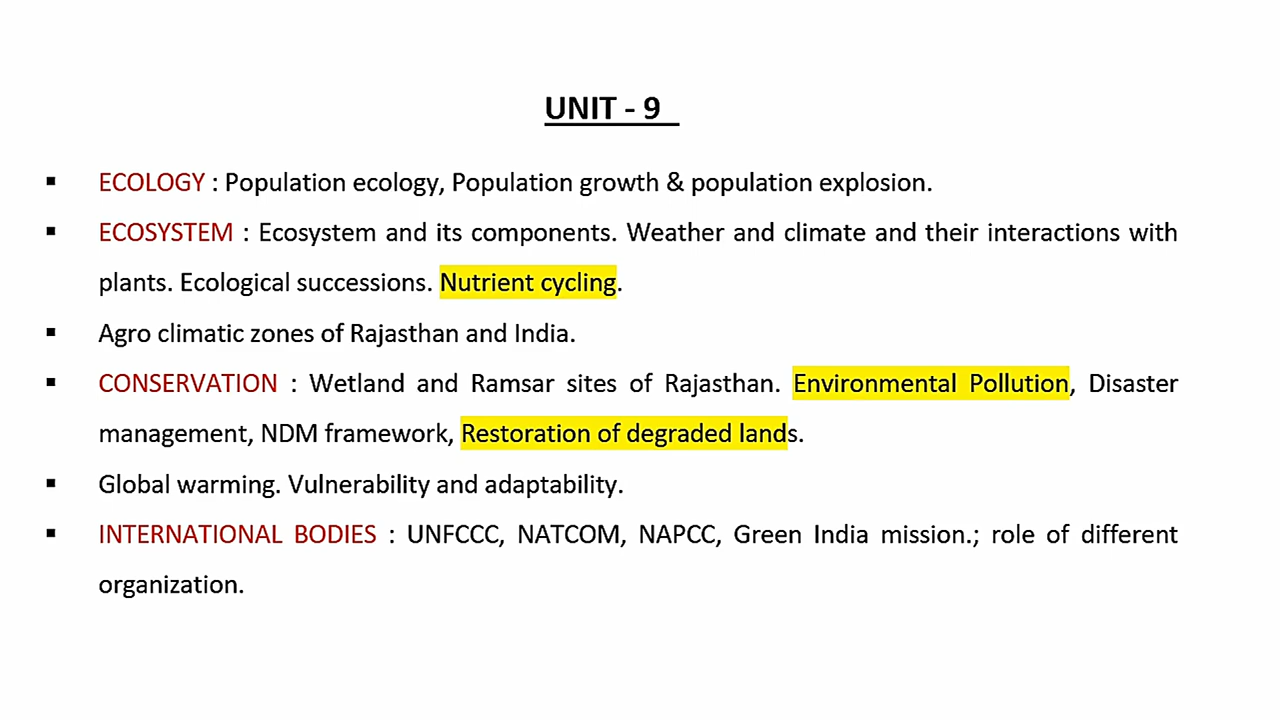 UNIT - 9
▪ ECOLOGY : Population ecology, Population growth & population explosion.
▪ ECOSYSTEM : Ecosystem and its components. Weather and climate and their interactions with
plants. Ecological successions. Nutrient cycling.
▪ Agro climatic zones of Rajasthan and India.
▪ CONSERVATION : Wetland and Ramsar sites of Rajasthan. Environmental Pollution, Disaster
management, NDM framework, Restoration of degraded lands.
▪ Global warming. Vulnerability and adaptability.
▪ INTERNATIONAL BODIES : UNFCCC, NATCOM, NAPCC, Green India mission.; role of different
organization.